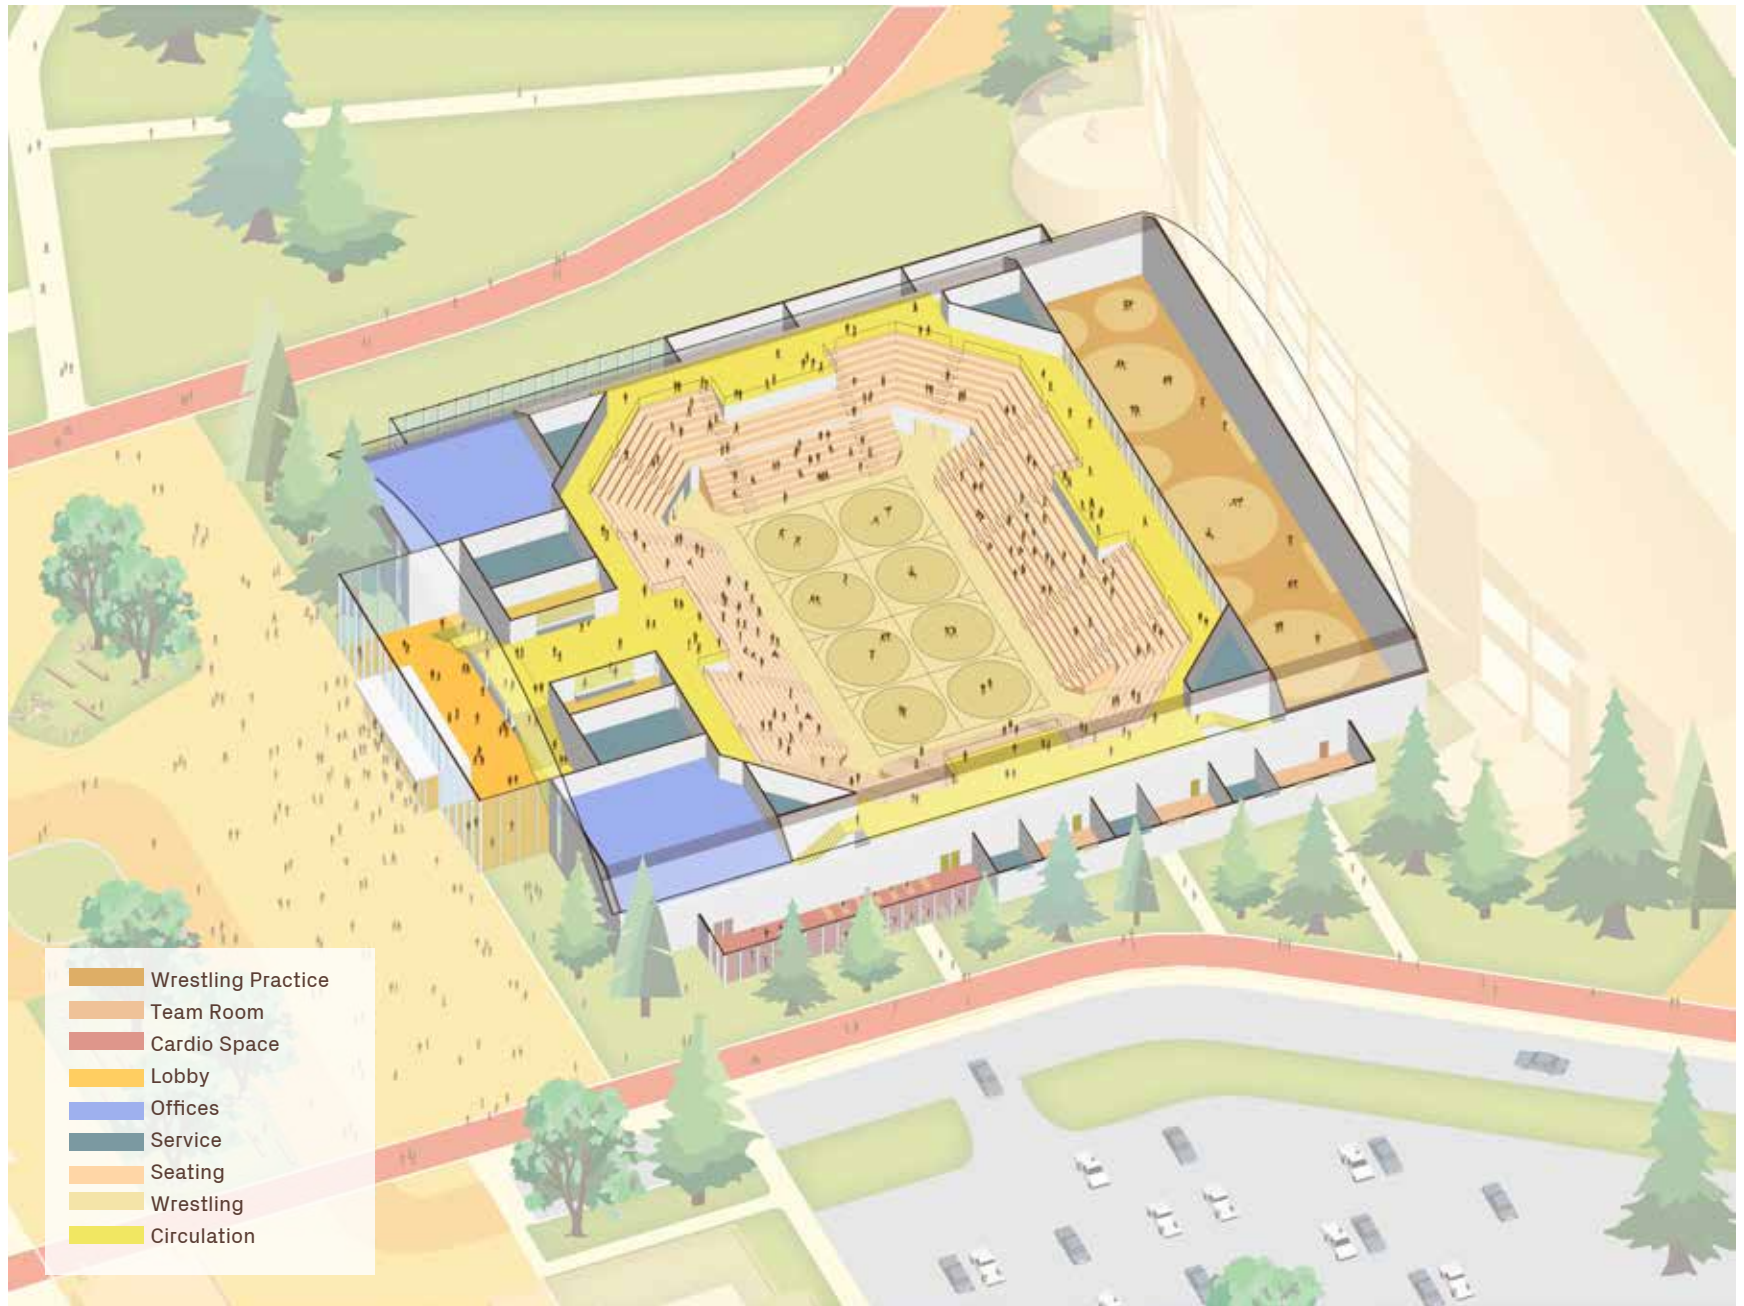 Wrestling Practice
Team Room
Cardio Space
Lobby
Offices
Service
Seating
Wrestling
Circulation